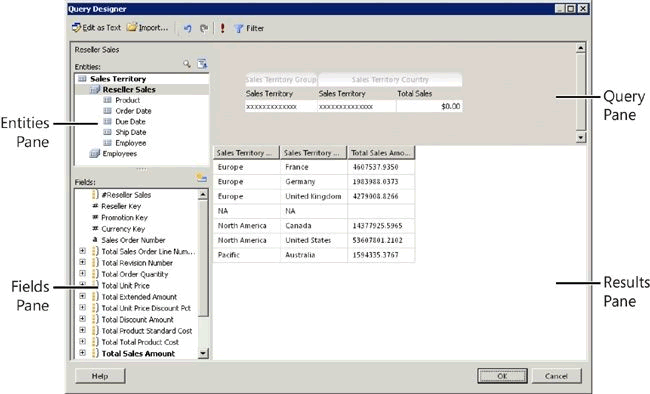 Query Designer
Edit as Text Import... Filter
Reseller Sales
Entities:
Sales Territory
Reseller Sales
Product
Order Date
Due Date
Ship Date
Employee
Employees
Entities
Pane
Sales Territory Group Sales Territory Country
Sales Territory Sales Territory Total Sales
xxxxxxxxxxxxx xxxxxxxxxxxxxx $0.00
Query
Pane
Sales Territory ... Sales Territory ... Total Sales Amo...
Europe France 4607537.9350
Europe Germany 1983988.0373
Europe United Kingdom 4279008.8266
NA NA
North America Canada 14377925.5965
North America United States 53607801.2102
Pacific Australia 1594335.3767
Fields:
#Reseller Sales
# Reseller Key
# Promotion Key
# Currency Key
a Sales Order Number
Total Sales Order Line Num...
Total Revision Number
Total Order Quantity
Total Unit Price
Total Extended Amount
Total Unit Price Discount Pct
Total Discount Amount
Total Product Standard Cost
Total Total Product Cost
Total Sales Amount
Fields
Pane
Results
Pane
Help OK Cancel